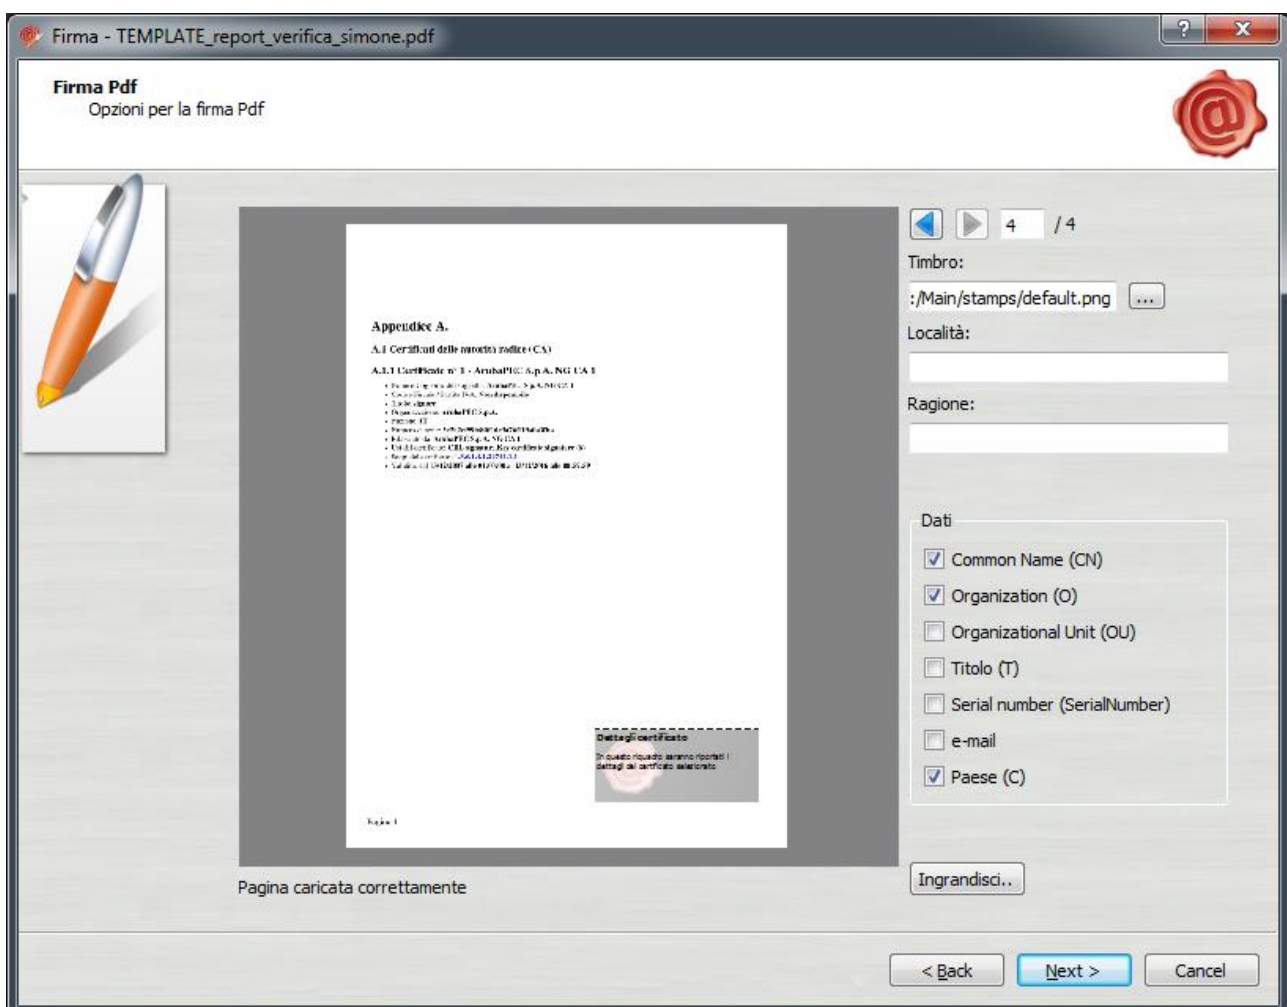 Firma - TEMPLATE_report_verifica_simone.pdf
Firma Pdf
Opzioni per la firma Pdf
4 / 4
Timbro:
:/Main/stamps/default.png ...
Località:
Ragione:
Appendice A.
A.1 Certificati delle autorità radice (CA)
A.1.1 Certificato n° 1 - ArubaPEC S.p.A. NG CA 1
Dettagli certificato
In questo riquadro saranno riportati i
dettagli del certificato selezionato
Dati
Common Name (CN)
Organization (O)
Organizational Unit (OU)
Titolo (T)
Serial number (SerialNumber)
e-mail
Paese (C)
Ingrandisci..
Pagina caricata correttamente
< Back Next > Cancel